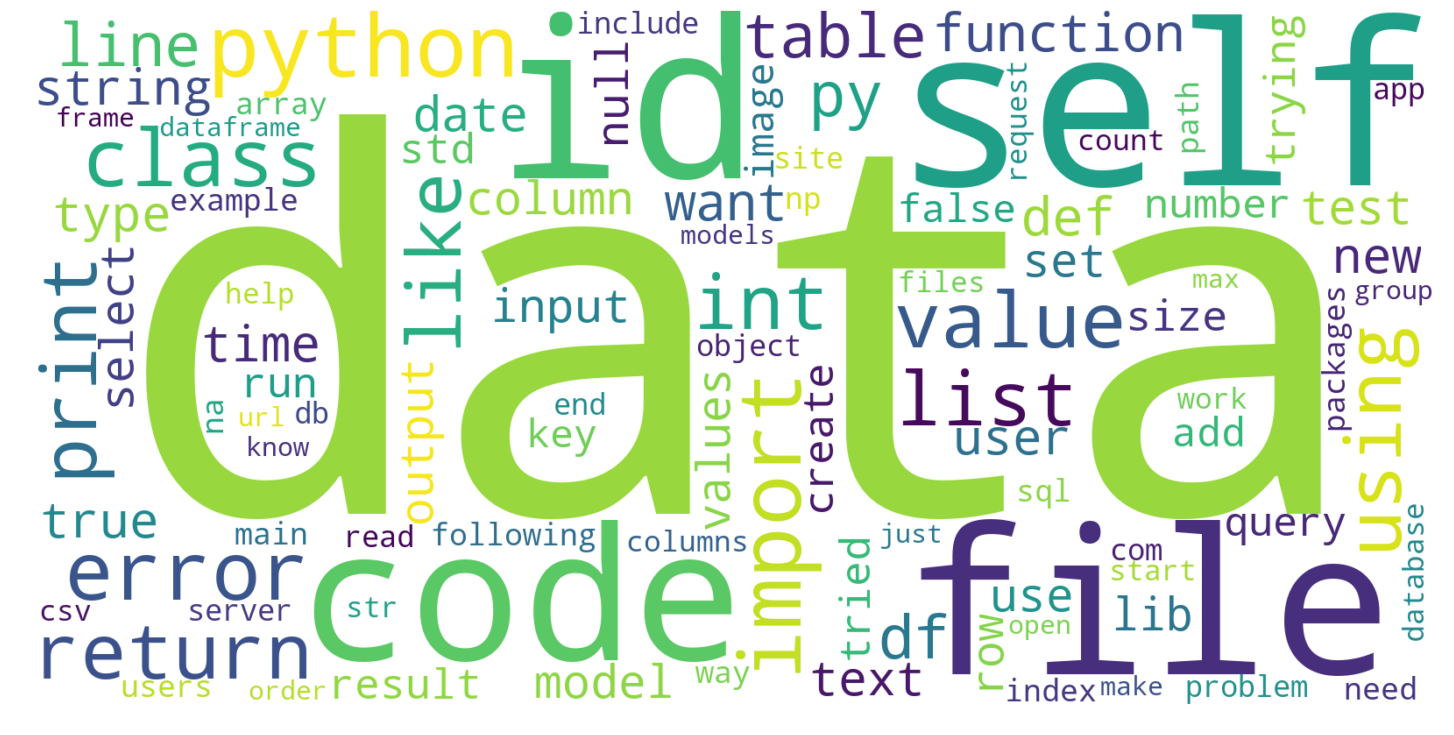 line
python
id
include
table
function
self
trying
app
string
frame
array
dataframe
date
std
null
image
py
site
request
count
path
class
type
example
like
column
want
np
models
false
def
number
test
data
print
select
help
time
run
na
url
db
know
input
int
object
end
key
output
values
import
create
files
set
value
size
max
new
group
list
user
work
add
packages
using
sql
true
main
read
following
columns
just
query
com
start
database
error
code
tried
file
csv
server
str
return
df
row
use
open
lib
users
order
result
model
way
text
index
make
problem
need